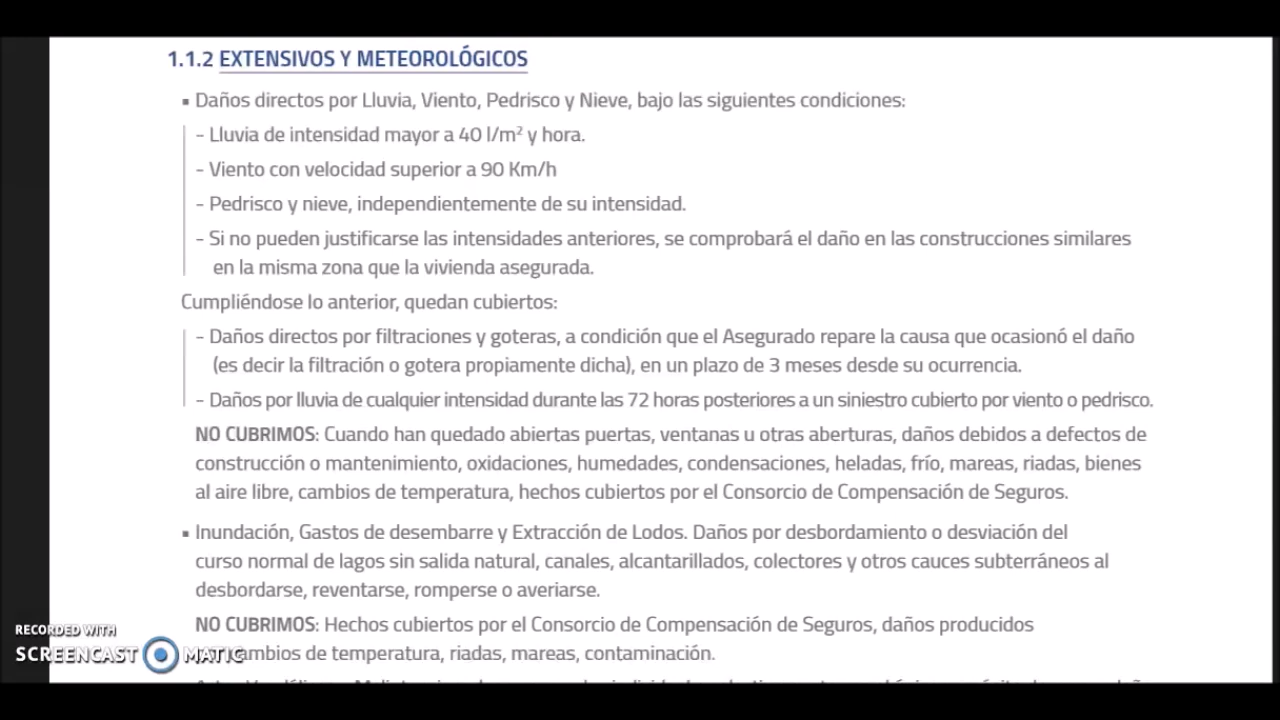 1.1.2 EXTENSIVOS Y METEOROLÓGICOS
▪ Daños directos por Lluvia, Viento, Pedrisco y Nieve, bajo las siguientes condiciones:
- Lluvia de intensidad mayor a 40 l/m² y hora.
- Viento con velocidad superior a 90 Km/h
- Pedrisco y nieve, independientemente de su intensidad.
- Si no pueden justificarse las intensidades anteriores, se comprobará el daño en las construcciones similares
en la misma zona que la vivienda asegurada.
Cumpliéndose lo anterior, quedan cubiertos:
- Daños directos por filtraciones y goteras, a condición que el Asegurado repare la causa que ocasionó el daño
(es decir la filtración o gotera propiamente dicha), en un plazo de 3 meses desde su ocurrencia.
- Daños por lluvia de cualquier intensidad durante las 72 horas posteriores a un siniestro cubierto por viento o pedrisco.
NO CUBRIMOS: Cuando han quedado abiertas puertas, ventanas u otras aberturas, daños debidos a defectos de
construcción o mantenimiento, oxidaciones, humedades, condensaciones, heladas, frío, mareas, riadas, bienes
al aire libre, cambios de temperatura, hechos cubiertos por el Consorcio de Compensación de Seguros.
▪ Inundación, Gastos de desembarre y Extracción de Lodos. Daños por desbordamiento o desviación del
curso normal de lagos sin salida natural, canales, alcantarillados, colectores y otros cauces subterráneos al
desbordarse, reventarse, romperse o averiarse.
NO CUBRIMOS: Hechos cubiertos por el Consorcio de Compensación de Seguros, daños producidos
cambios de temperatura, riadas, mareas, contaminación.
RECORDED WITH
SCREENCAST MATIC